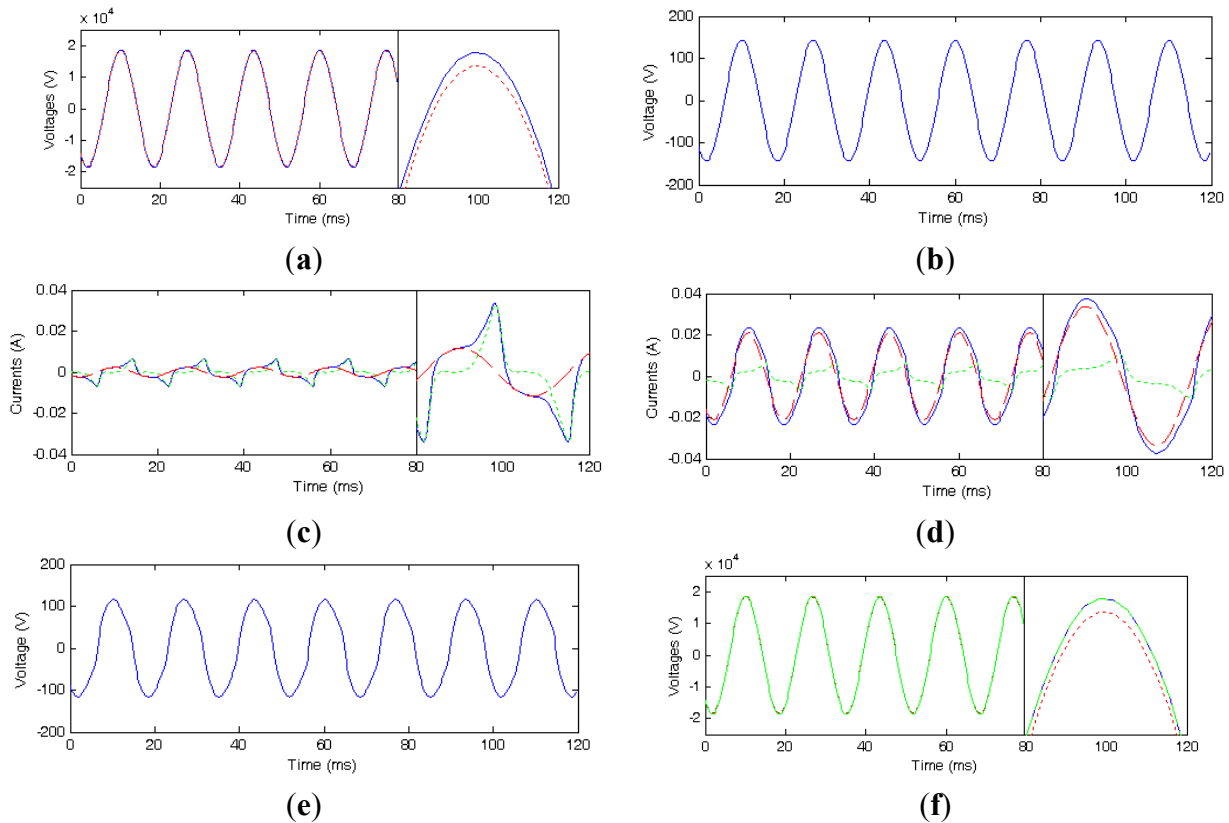 x 10⁴
Voltages (V)
2
1
0
-1
-2
0 20 40 60 80 100 120
Time (ms)
(a)
Voltage (V)
200
100
0
-100
-200
0 20 40 60 80 100 120
Time (ms)
(b)
Currents (A)
0.04
0.02
0
-0.02
-0.04
0 20 40 60 80 100 120
Time (ms)
(c)
Currents (A)
0.04
0.02
0
-0.02
-0.04
0 20 40 60 80 100 120
Time (ms)
(d)
Voltage (V)
200
100
0
-100
-200
0 20 40 60 80 100 120
Time (ms)
(e)
x 10⁴
Voltages (V)
2
1
0
-1
-2
0 20 40 60 80 100 120
Time (ms)
(f)